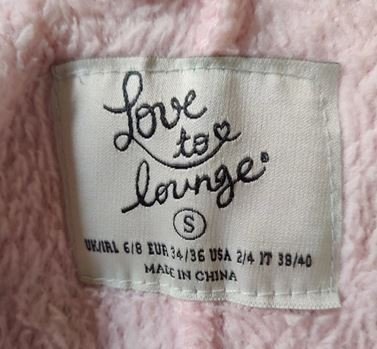 Love
to
lounge®
S
UK/IRL 6/8 EUR 34/36 USA 2/4 IT 38/40
MADE IN CHINA